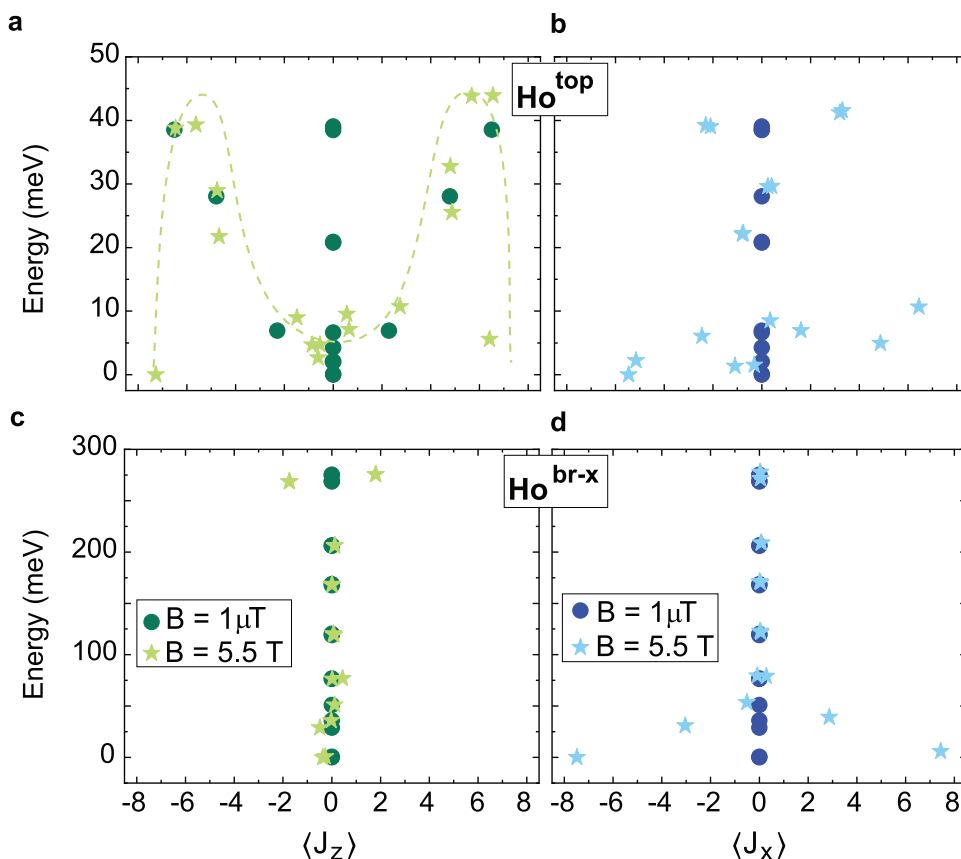 a
b
50
40
30
20
10
0
Energy (meV)
Ho^top
c
d
300
200
100
0
Energy (meV)
Ho^br-x
B = 1μT
B = 5.5 T
B = 1μT
B = 5.5 T
-8 -6 -4 -2 0 2 4 6 8
-8 -6 -4 -2 0 2 4 6 8
⟨J_z⟩
⟨J_x⟩